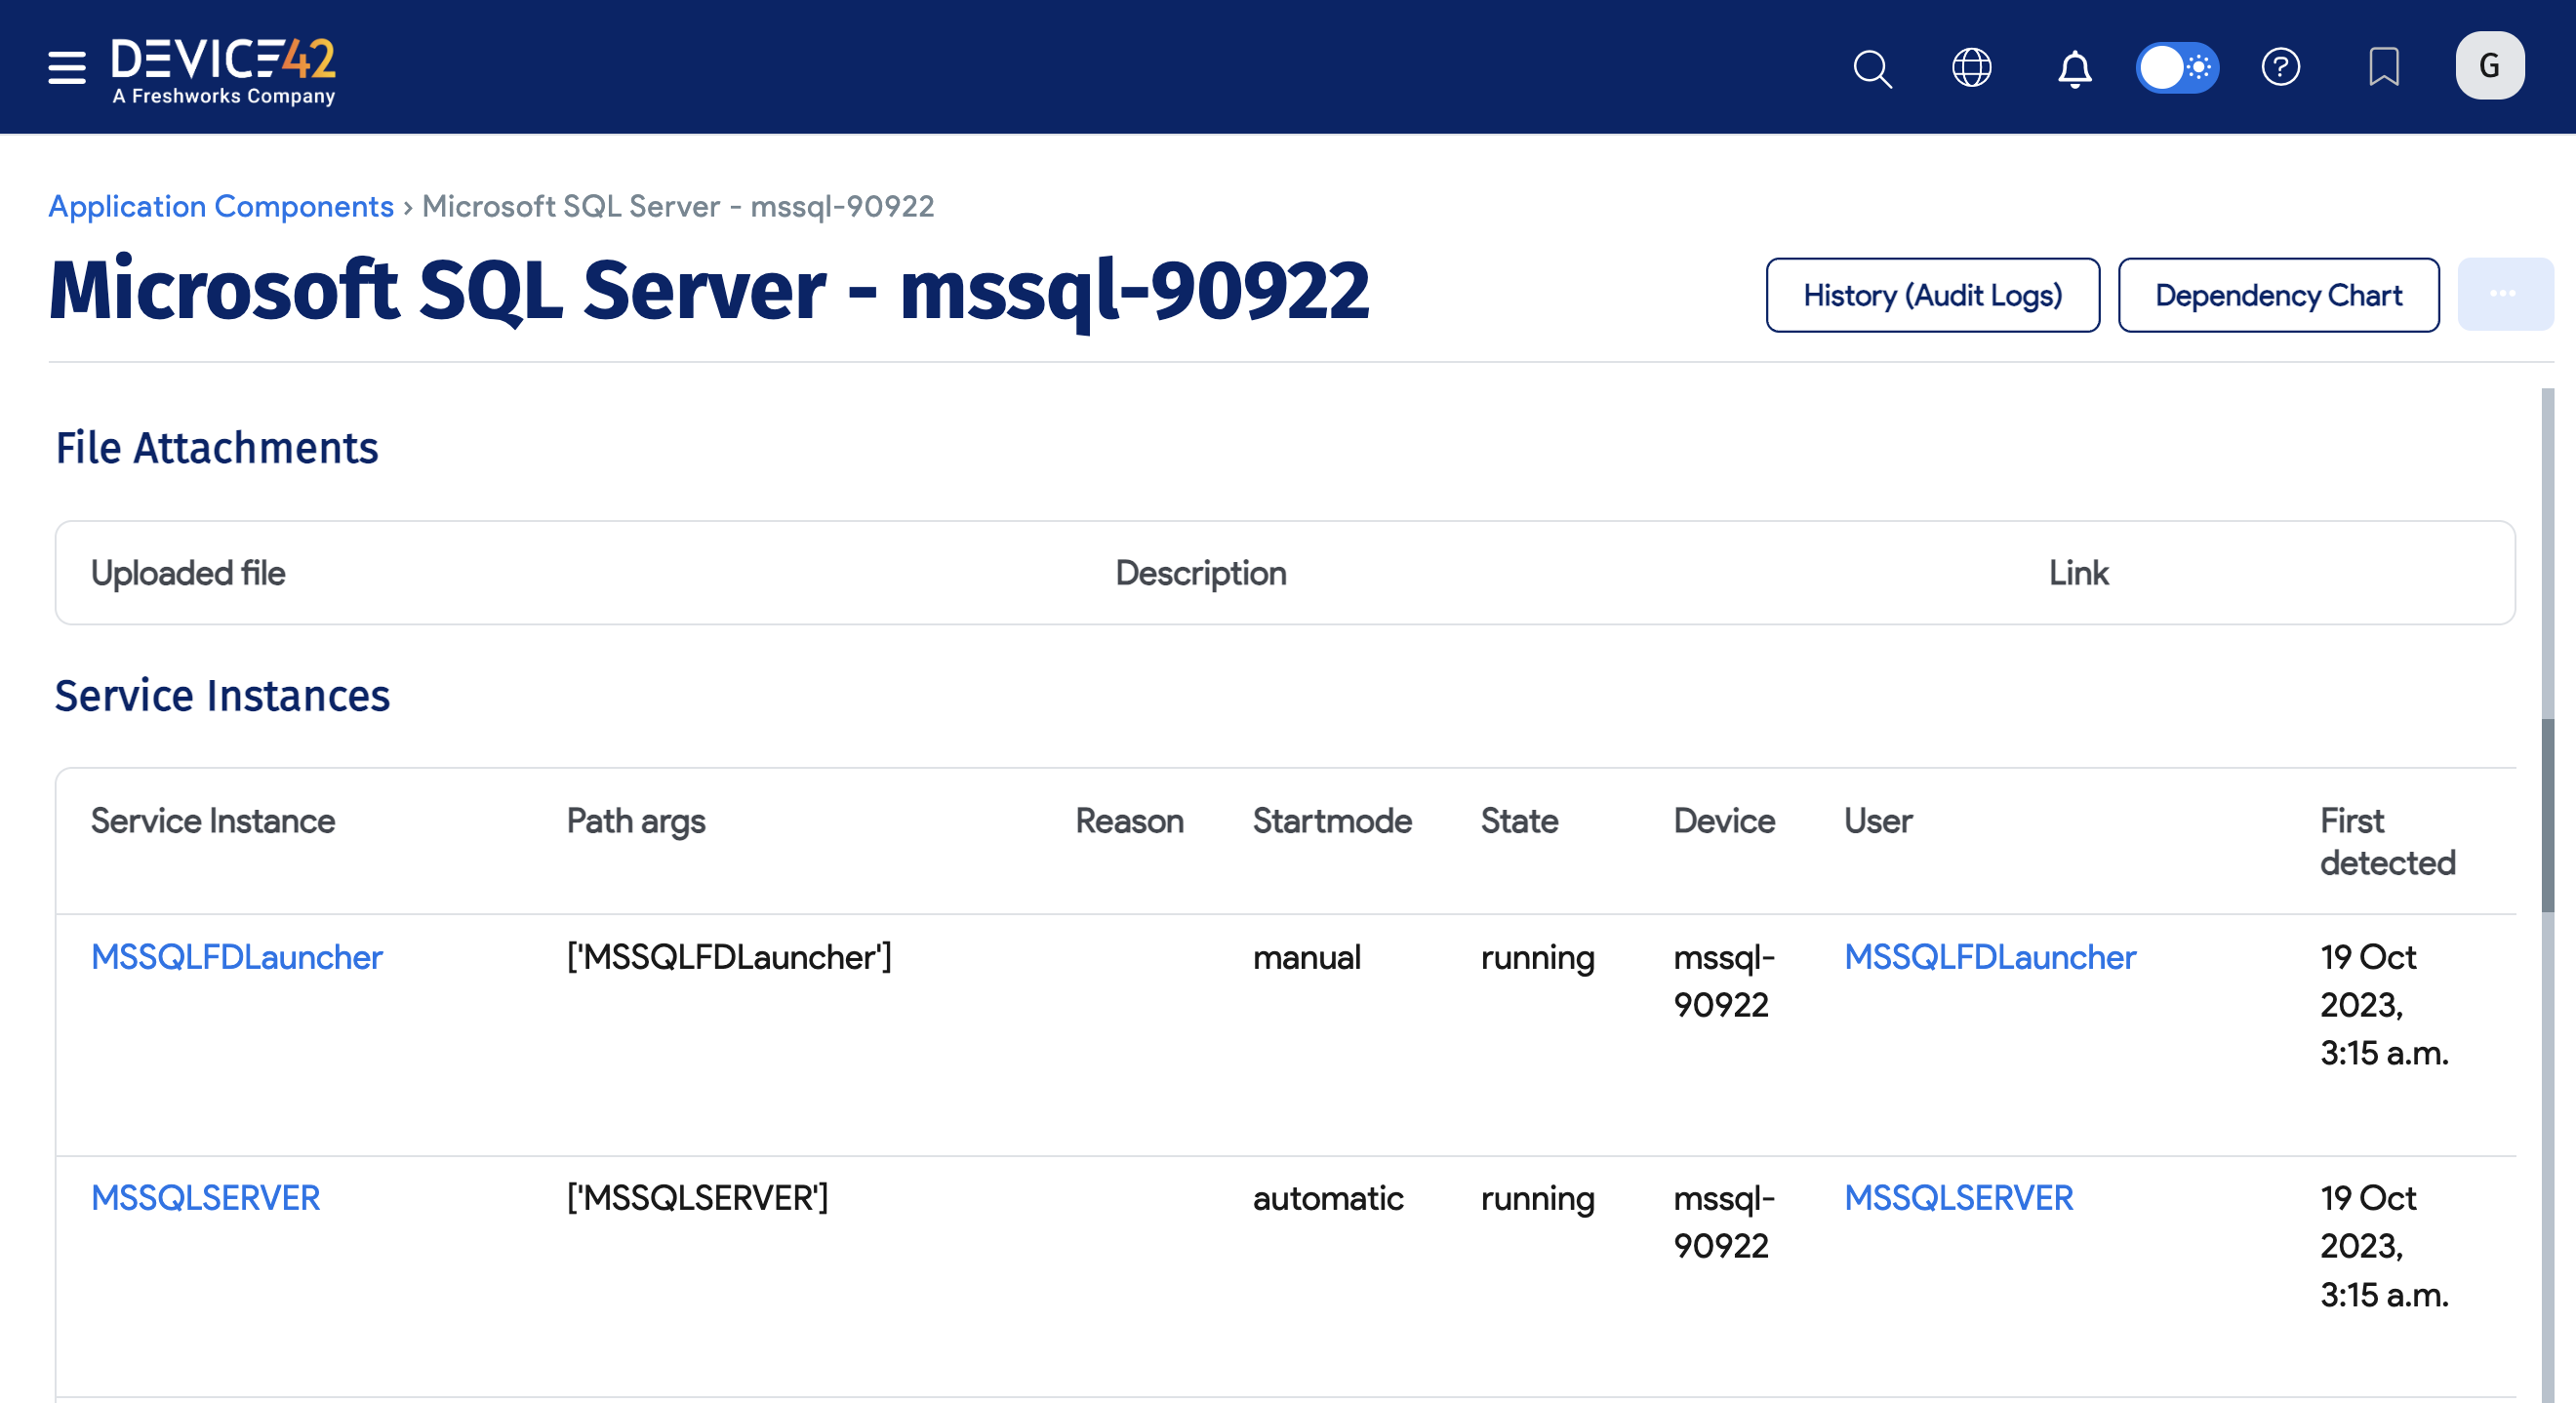 DEVICE42
A Freshworks Company
?
G
Application Components › Microsoft SQL Server - mssql-90922
Microsoft SQL Server - mssql-90922
History (Audit Logs)
Dependency Chart
...
File Attachments
Uploaded file Description Link
Service Instances
Service Instance Path args Reason Startmode State Device User First
detected
MSSQLFDLauncher ['MSSQLFDLauncher'] manual running mssql- MSSQLFDLauncher 19 Oct
90922 2023,
3:15 a.m.
MSSQLSERVER ['MSSQLSERVER'] automatic running mssql- MSSQLSERVER 19 Oct
90922 2023,
3:15 a.m.